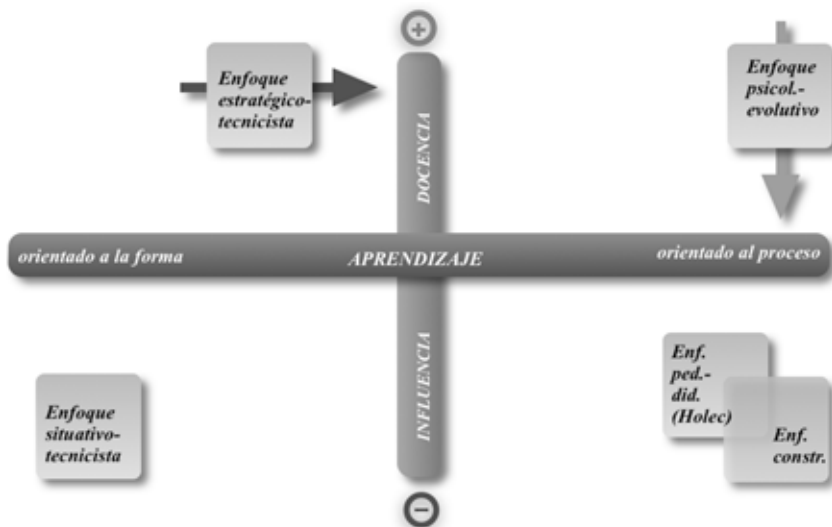 +
Enfoque
estratégico-
tecnicista
Enfoque
psicol.-
evolutivo
DOCENCIA
orientado a la forma
APRENDIZAJE
orientado al proceso
INFLUENCIA
Enfoque
situativo-
tecnicista
Enf.
ped.-
did.
(Holec)
Enf.
constr.
−